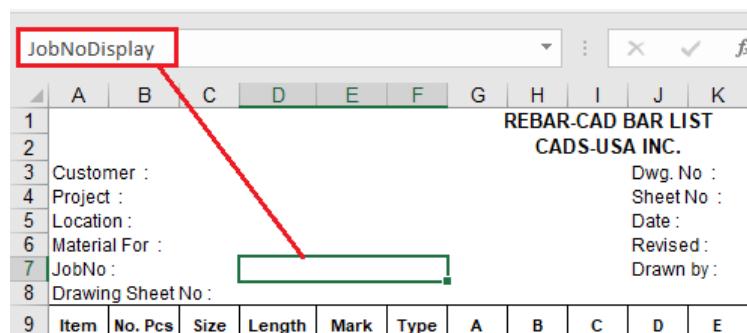 JobNoDisplay
A B C D E F G H I J K
1 REBAR-CAD BAR LIST
2 CADS-USA INC.
3 Customer : Dwg. No :
4 Project : Sheet No :
5 Location : Date :
6 Material For : Revised :
7 JobNo : Drawn by :
8 Drawing Sheet No :
9 Item No. Pcs Size Length Mark Type A B C D E